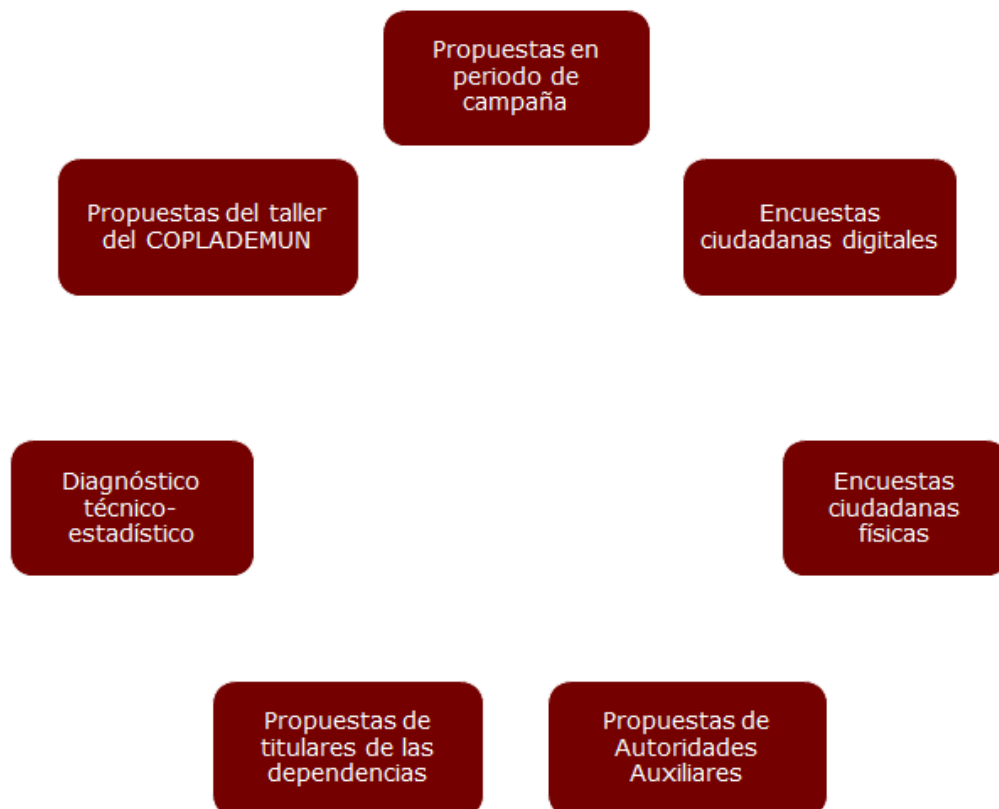 Propuestas en
periodo de
campaña
Propuestas del taller
del COPLADEMUN
Encuestas
ciudadanas digitales
Diagnóstico
técnico-
estadístico
Encuestas
ciudadanas
físicas
Propuestas de
titulares de las
dependencias
Propuestas de
Autoridades
Auxiliares